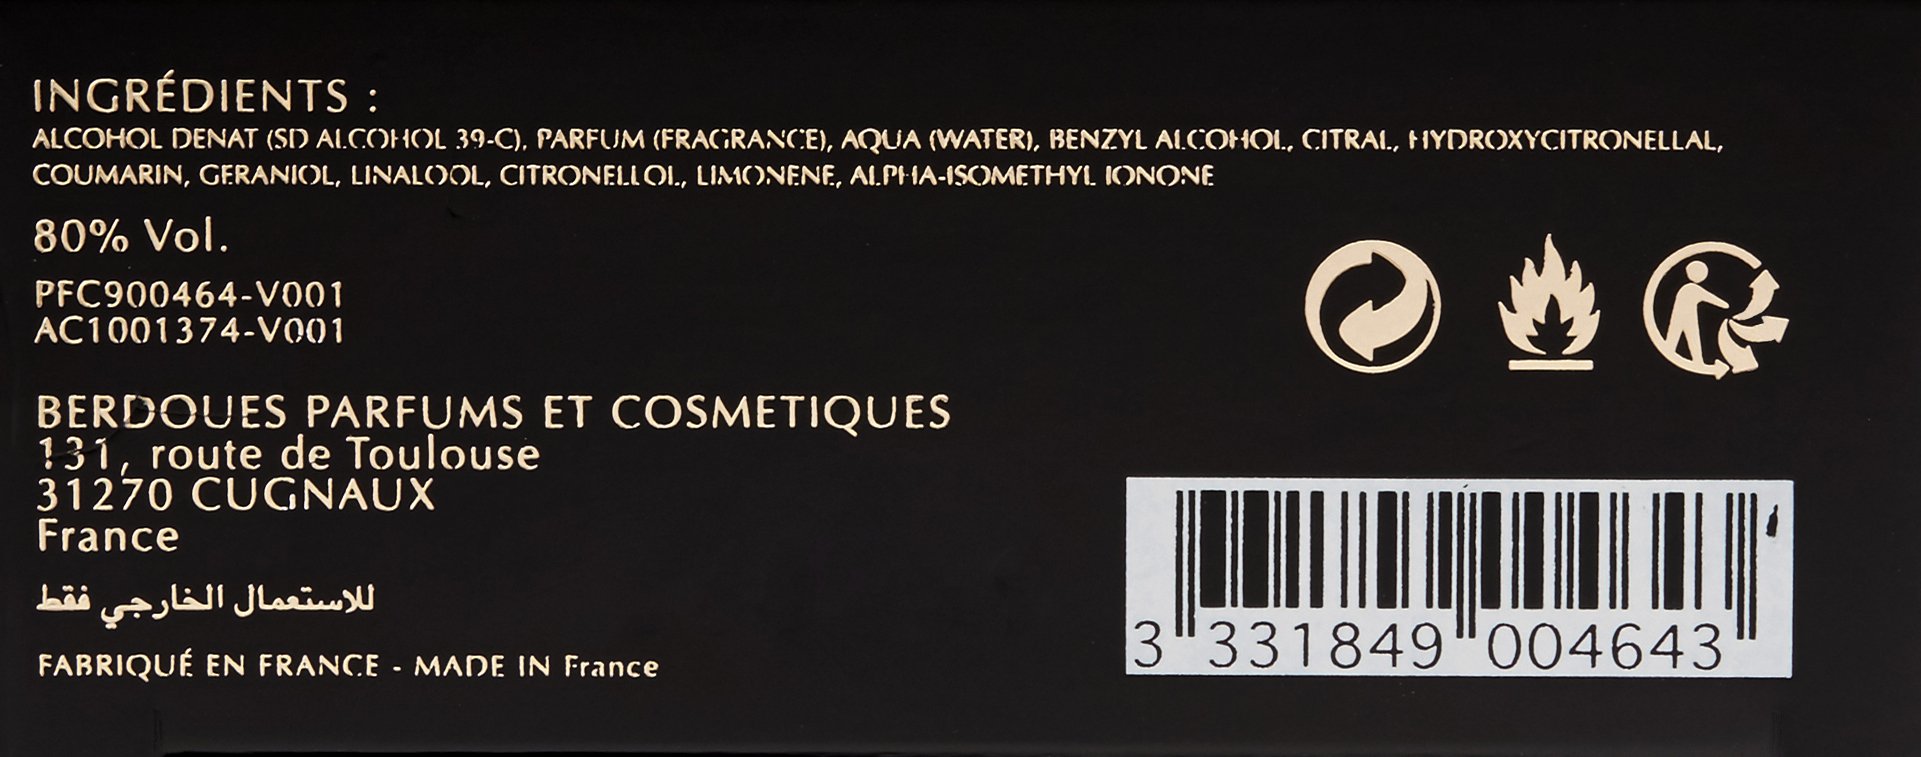 INGRÉDIENTS :
ALCOHOL DENAT (SD ALCOHOL 39-C), PARFUM (FRAGRANCE), AQUA (WATER), BENZYL ALCOHOL, CITRAL, HYDROXYCITRONELLAL,
COUMARIN, GERANIOL, LINALOOL, CITRONELLOL, LIMONENE, ALPHA-ISOMETHYL IONONE
80% Vol.
PFC900464-V001
AC1001374-V001
BERDOUES PARFUMS ET COSMETIQUES
131, route de Toulouse
31270 CUGNAUX
France
للاستعمال الخارجي فقط
FABRIQUÉ EN FRANCE - MADE IN France
3 331849 004643